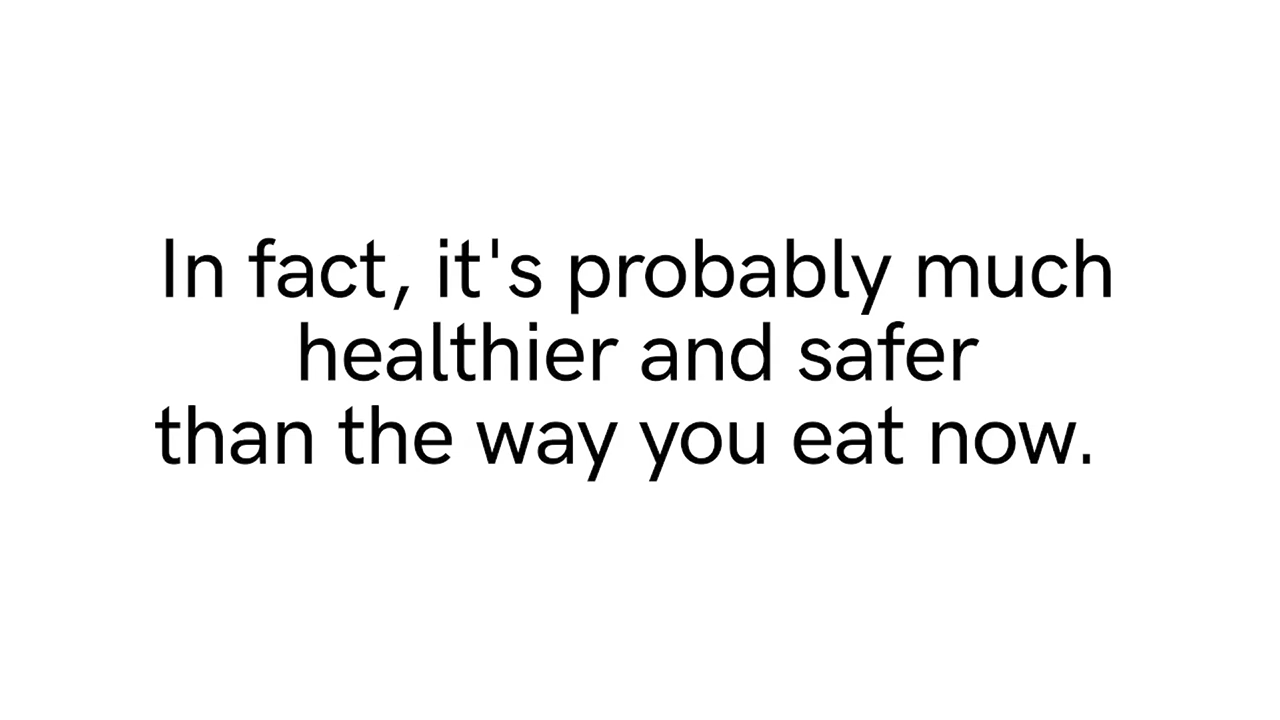 In fact, it's probably much
healthier and safer
than the way you eat now.